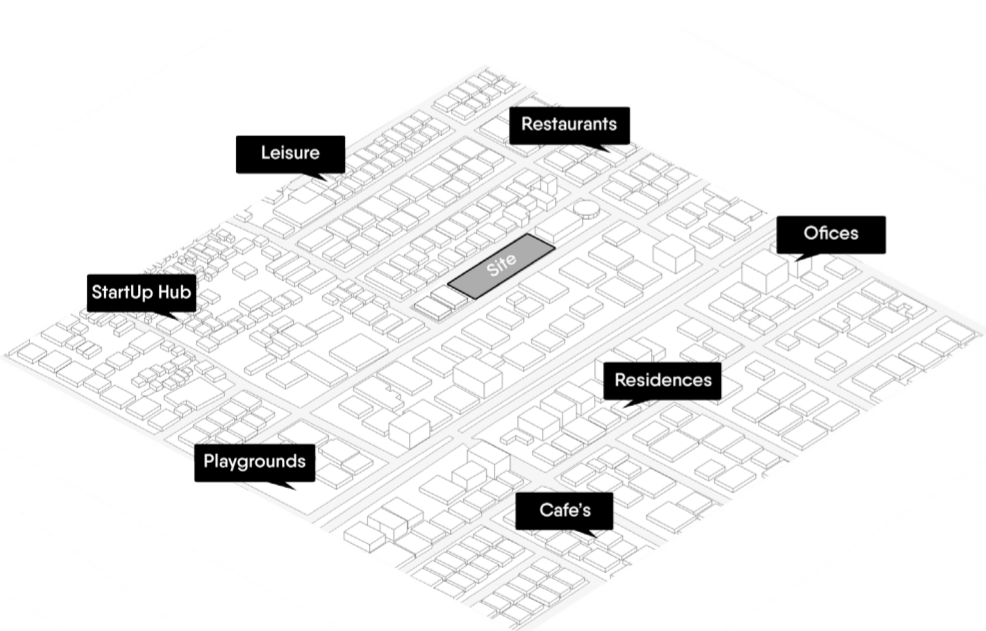 Restaurants
Leisure
Ofices
Site
StartUp Hub
Residences
Playgrounds
Cafe's